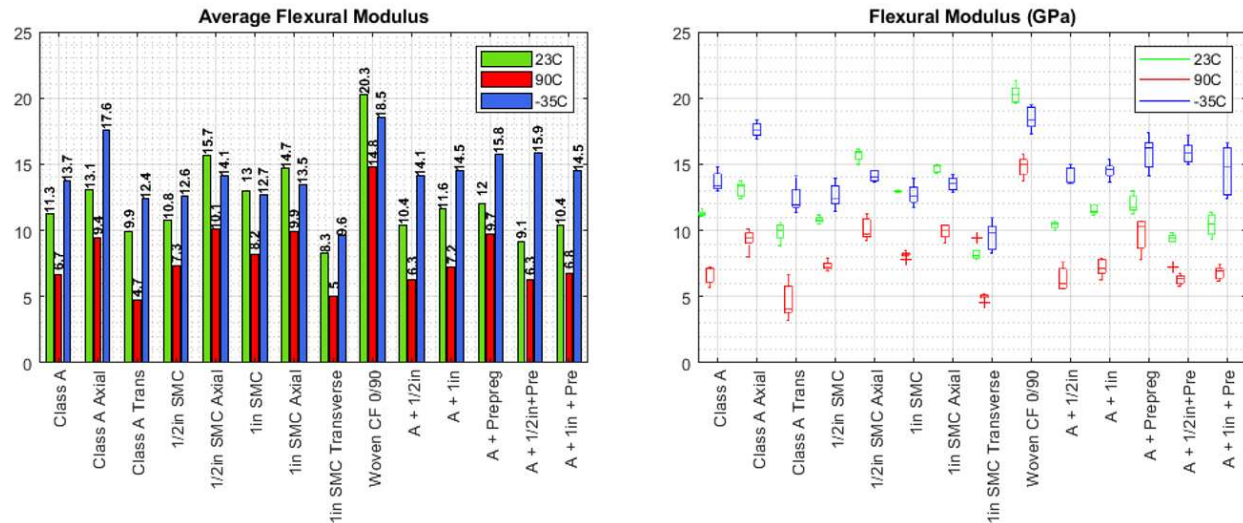 Average Flexural Modulus
25
20
15
10
5
0
23C
90C
-35C
11.3
6.7
13.7
13.1
9.4
17.6
9.9
4.7
12.4
10.8
7.3
12.6
15.7
10.1
14.1
13
8.2
12.7
14.7
9.9
13.5
8.3
5
9.6
20.3
14.8
18.5
10.4
6.3
14.1
11.6
7.2
14.5
12
9.7
15.8
9.1
6.3
15.9
10.4
6.8
14.5
Class A
Class A Axial
Class A Trans
1/2in SMC
1/2in SMC Axial
1in SMC
1in SMC Axial
1in SMC Transverse
Woven CF 0/90
A + 1/2in
A + 1in
A + Prepreg
A + 1/2in+Pre
A + 1in + Pre
Flexural Modulus (GPa)
25
20
15
10
5
0
23C
90C
-35C
Class A
Class A Axial
Class A Trans
1/2in SMC
1/2in SMC Axial
1in SMC
1in SMC Axial
1in SMC Transverse
Woven CF 0/90
A + 1/2in
A + 1in
A + Prepreg
A + 1/2in+Pre
A + 1in + Pre